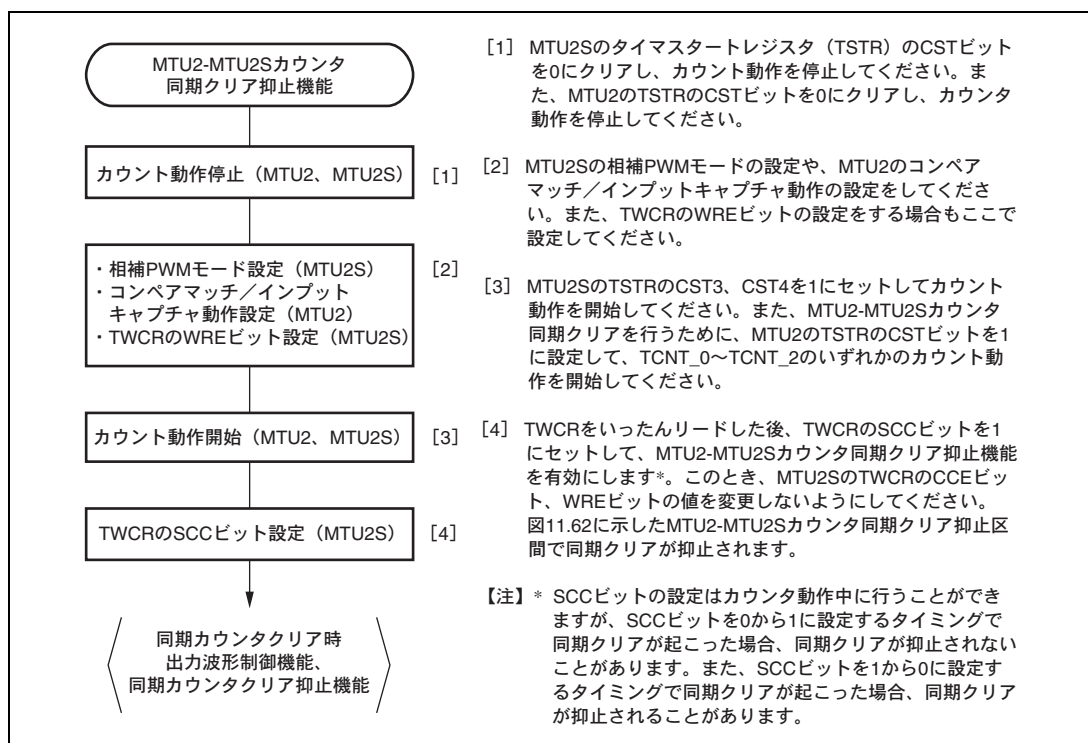 MTU2-MTU2Sカウンタ
同期クリア抑止機能
カウント動作停止（MTU2、MTU2S）
［1］
・相補PWMモード設定（MTU2S）
・コンペアマッチ／インプット
キャプチャ動作設定（MTU2）
・TWCRのWREビット設定（MTU2S）
［2］
カウント動作開始（MTU2、MTU2S）
［3］
TWCRのSCCビット設定（MTU2S）
［4］
同期カウンタクリア時
出力波形制御機能、
同期カウンタクリア抑止機能
［1］ MTU2Sのタイマスタートレジスタ（TSTR）のCSTビット
を0にクリアし、カウント動作を停止してください。ま
た、MTU2のTSTRのCSTビットを0にクリアし、カウンタ
動作を停止してください。
［2］ MTU2Sの相補PWMモードの設定や、MTU2のコンペア
マッチ／インプットキャプチャ動作の設定をしてくださ
い。また、TWCRのWREビットの設定をする場合もここで
設定してください。
［3］ MTU2SのTSTRのCST3、CST4を1にセットしてカウント
動作を開始してください。また、MTU2-MTU2Sカウンタ
同期クリアを行うために、MTU2のTSTRのCSTビットを1
に設定して、TCNT_0～TCNT_2のいずれかのカウント動
作を開始してください。
［4］ TWCRをいったんリードした後、TWCRのSCCビットを1
にセットして、MTU2-MTU2Sカウンタ同期クリア抑止機能
を有効にします*。このとき、MTU2SのTWCRのCCEビッ
ト、WREビットの値を変更しないようにしてください。
図11.62に示したMTU2-MTU2Sカウンタ同期クリア抑止区
間で同期クリアが抑止されます。
【注】* SCCビットの設定はカウンタ動作中に行うことができ
ますが、SCCビットを0から1に設定するタイミングで
同期クリアが起こった場合、同期クリアが抑止されない
ことがあります。また、SCCビットを1から0に設定す
るタイミングで同期クリアが起こった場合、同期クリア
が抑止されることがあります。